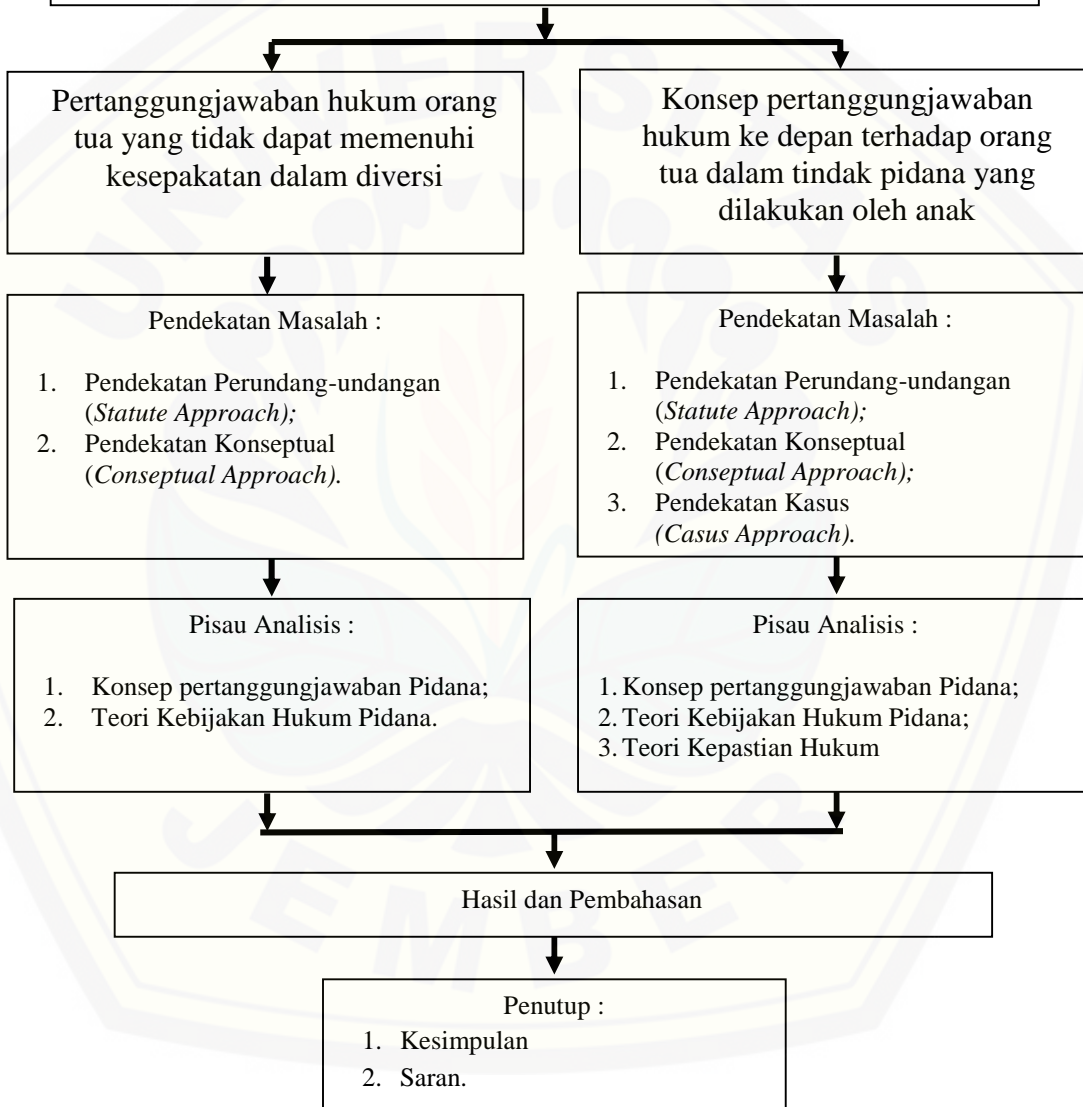 Pertanggungjawaban hukum orang
tua yang tidak dapat memenuhi
kesepakatan dalam diversi
Konsep pertanggungjawaban
hukum ke depan terhadap orang
tua dalam tindak pidana yang
dilakukan oleh anak
Pendekatan Masalah :
1. Pendekatan Perundang-undangan
(Statute Approach);
2. Pendekatan Konseptual
(Conseptual Approach).
Pendekatan Masalah :
1. Pendekatan Perundang-undangan
(Statute Approach);
2. Pendekatan Konseptual
(Conseptual Approach);
3. Pendekatan Kasus
(Casus Approach).
Pisau Analisis :
1. Konsep pertanggungjawaban Pidana;
2. Teori Kebijakan Hukum Pidana.
Pisau Analisis :
1. Konsep pertanggungjawaban Pidana;
2. Teori Kebijakan Hukum Pidana;
3. Teori Kepastian Hukum
Hasil dan Pembahasan
Penutup :
1. Kesimpulan
2. Saran.
UNIVERSITAS
JEMBER